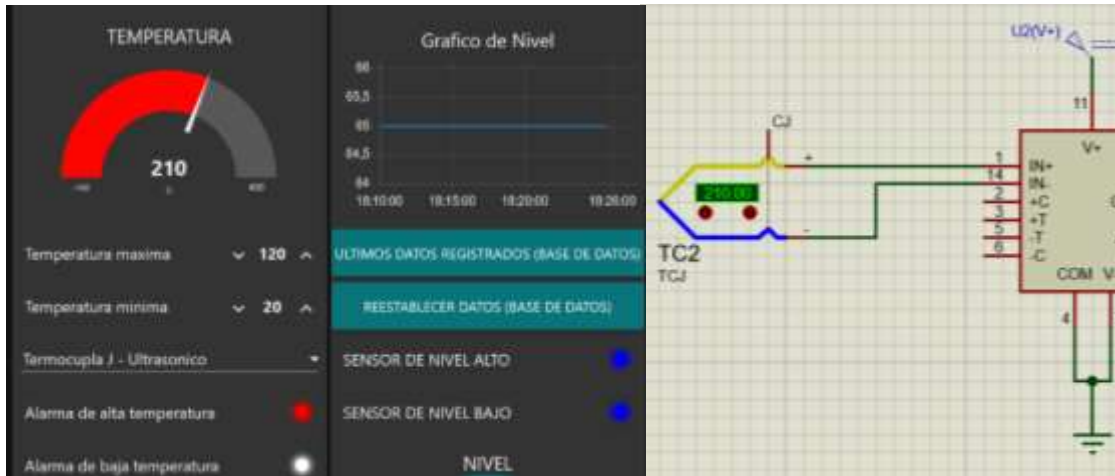 TEMPERATURA
210
400
Temperatura maxima
120
Temperatura minima
20
Termocupla J - Ultrasonico
Alarma de alta temperatura
Alarma de baja temperatura
Grafico de Nivel
66
65,5
65
64,5
64
18:10:00 18:15:00 18:20:00 18:26:00
ULTIMOS DATOS REGISTRADOS (BASE DE DATOS)
REESTABLECER DATOS (BASE DE DATOS)
SENSOR DE NIVEL ALTO
SENSOR DE NIVEL BAJO
NIVEL
U2(V+)
11
V+
CJ
+
210.00
-
TC2
TCJ
1 IN+
14 IN-
2 +C
3 +T
5 -T
6 -C
COM V-
4